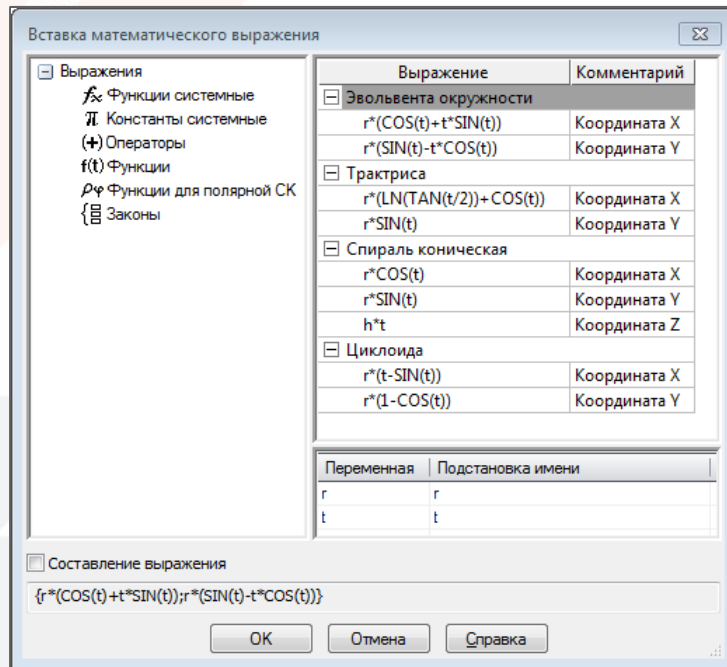 Вставка математического выражения
Выражения
Функции системные
π Константы системные
(+) Операторы
f(t) Функции
ρφ Функции для полярной СК
Законы
Выражение Комментарий
Эвольвента окружности
r*(COS(t)+t*SIN(t)) Координата X
r*(SIN(t)-t*COS(t)) Координата Y
Трактриса
r*(LN(TAN(t/2))+COS(t)) Координата X
r*SIN(t) Координата Y
Спираль коническая
r*COS(t) Координата X
r*SIN(t) Координата Y
h*t Координата Z
Циклоида
r*(t-SIN(t)) Координата X
r*(1-COS(t)) Координата Y
Переменная Подстановка имени
r r
t t
Составление выражения
{r*(COS(t)+t*SIN(t));r*(SIN(t)-t*COS(t))}
OK Отмена Справка